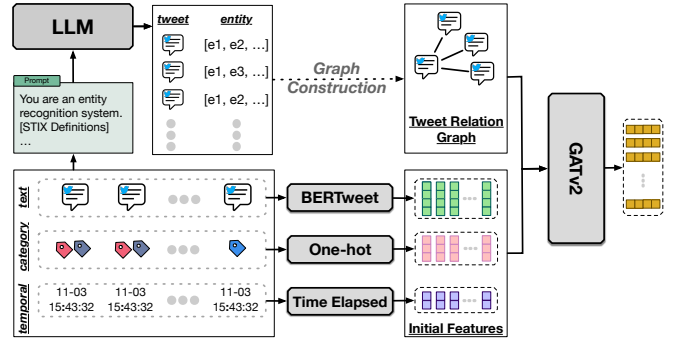 LLM
tweet entity
[e1, e2, ...]
[e1, e3, ...]
[e1, e2, ...]
Graph
Construction
Tweet Relation
Graph
Prompt
You are an entity
recognition system.
[STIX Definitions]
...
text
BERTweet
category
One-hot
temporal
11-03
15:43:32
11-03
15:43:32
11-03
15:43:32
Time Elapsed
Initial Features
GATv2